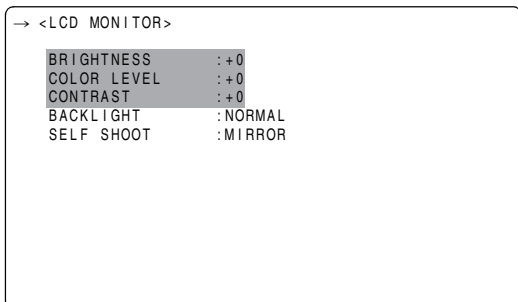 → <LCD MONITOR>
BRIGHTNESS :+0
COLOR LEVEL :+0
CONTRAST :+0
BACKLIGHT :NORMAL
SELF SHOOT :MIRROR